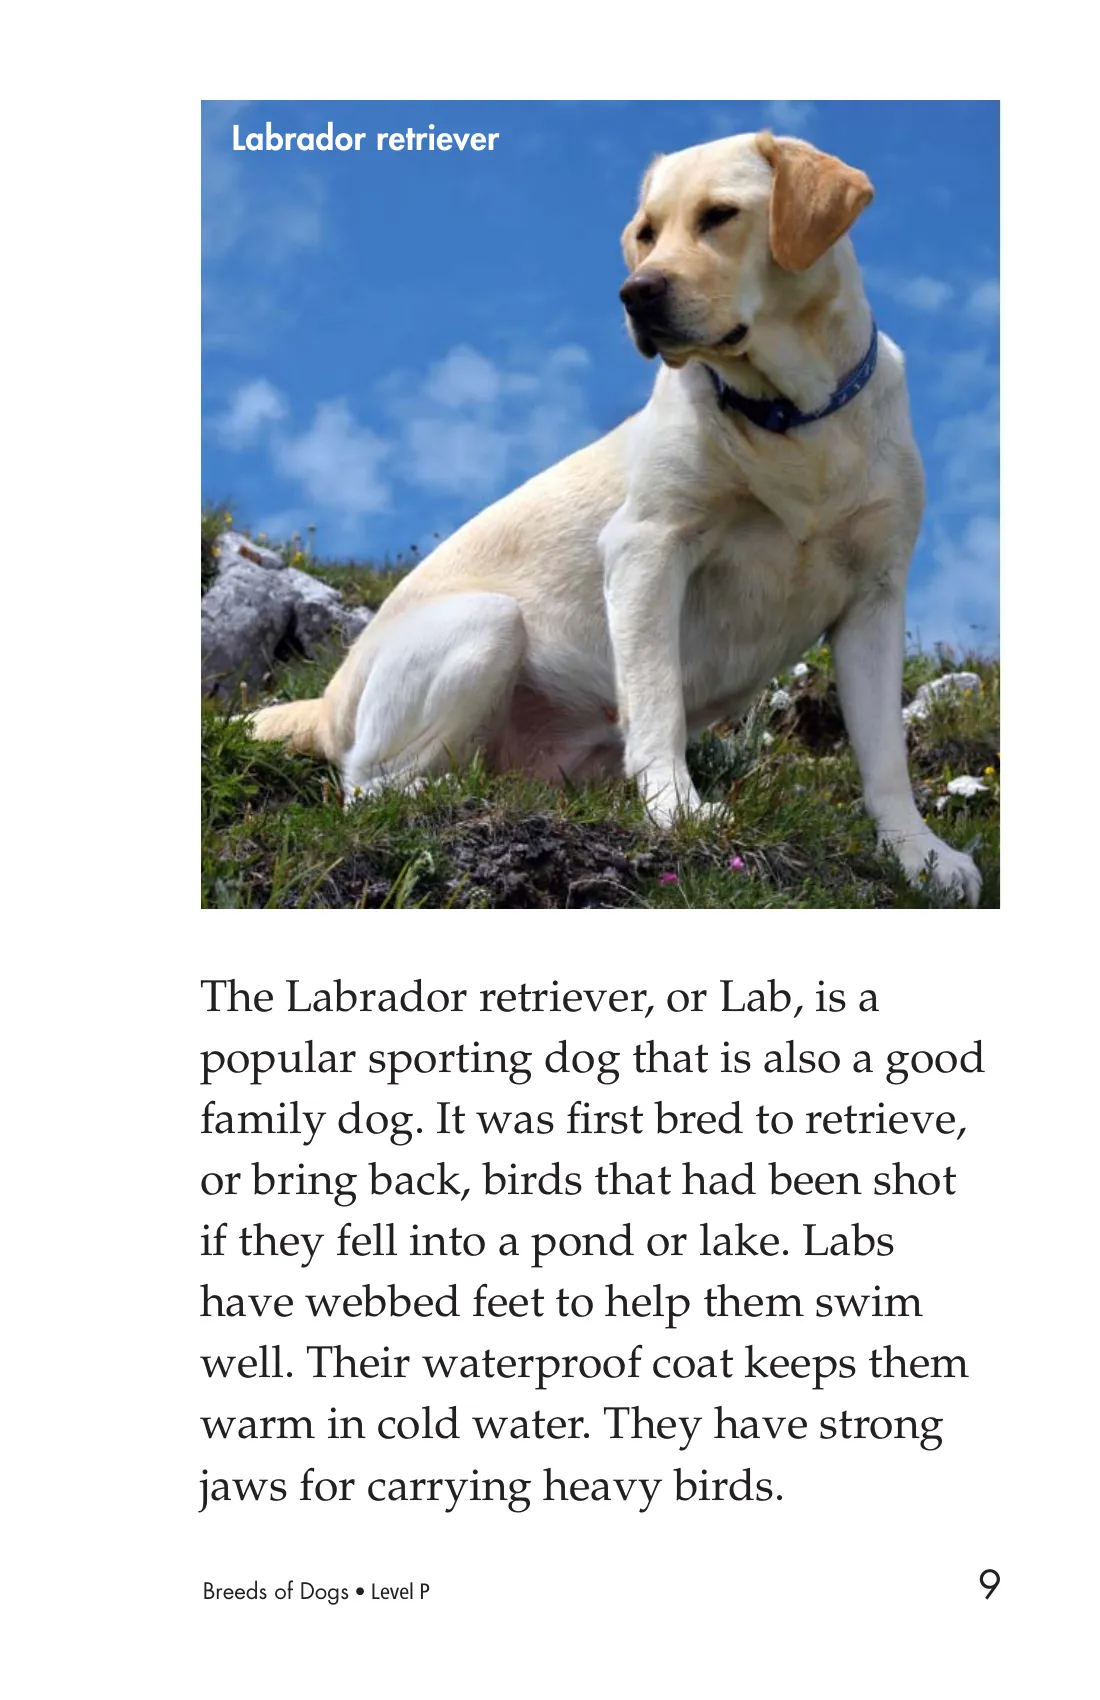 Labrador retriever
The Labrador retriever, or Lab, is a
popular sporting dog that is also a good
family dog. It was first bred to retrieve,
or bring back, birds that had been shot
if they fell into a pond or lake. Labs
have webbed feet to help them swim
well. Their waterproof coat keeps them
warm in cold water. They have strong
jaws for carrying heavy birds.
Breeds of Dogs • Level P
9